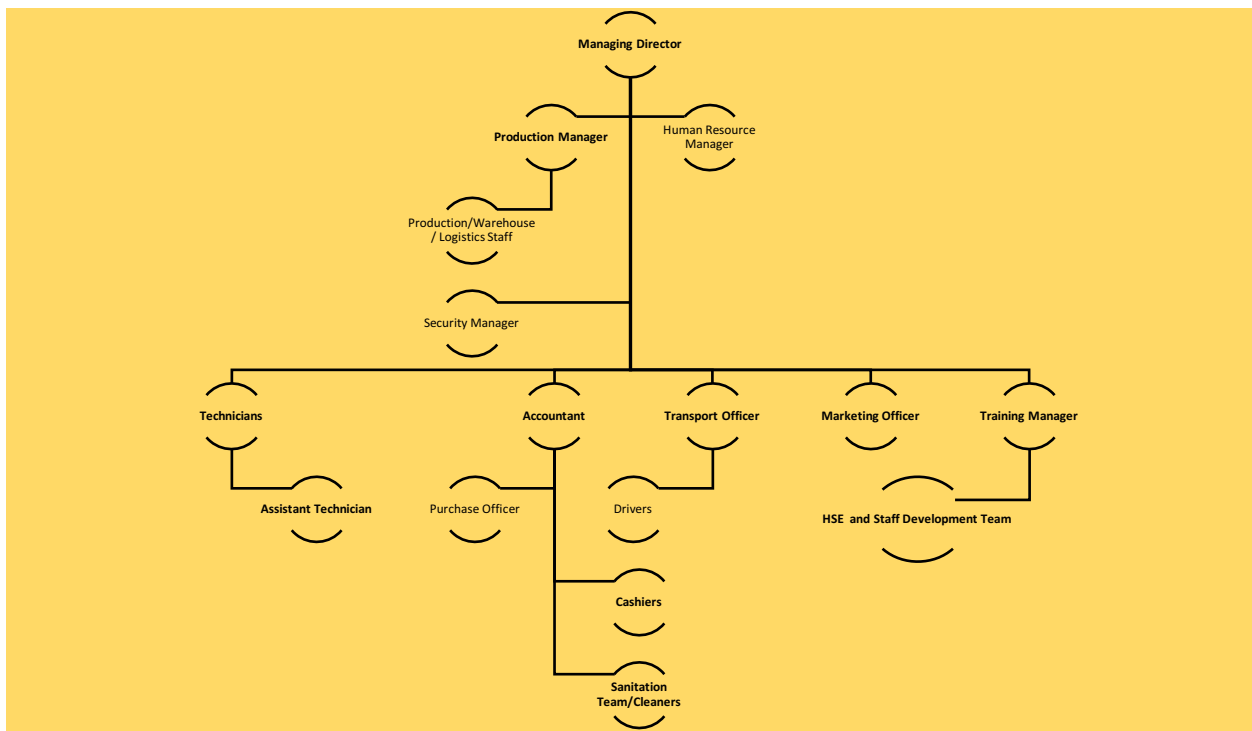 Managing Director
Production Manager
Human Resource
Manager
Production/Warehouse
/ Logistics Staff
Security Manager
Technicians
Accountant
Transport Officer
Marketing Officer
Training Manager
Assistant Technician
Purchase Officer
Drivers
HSE and Staff Development Team
Cashiers
Sanitation
Team/Cleaners